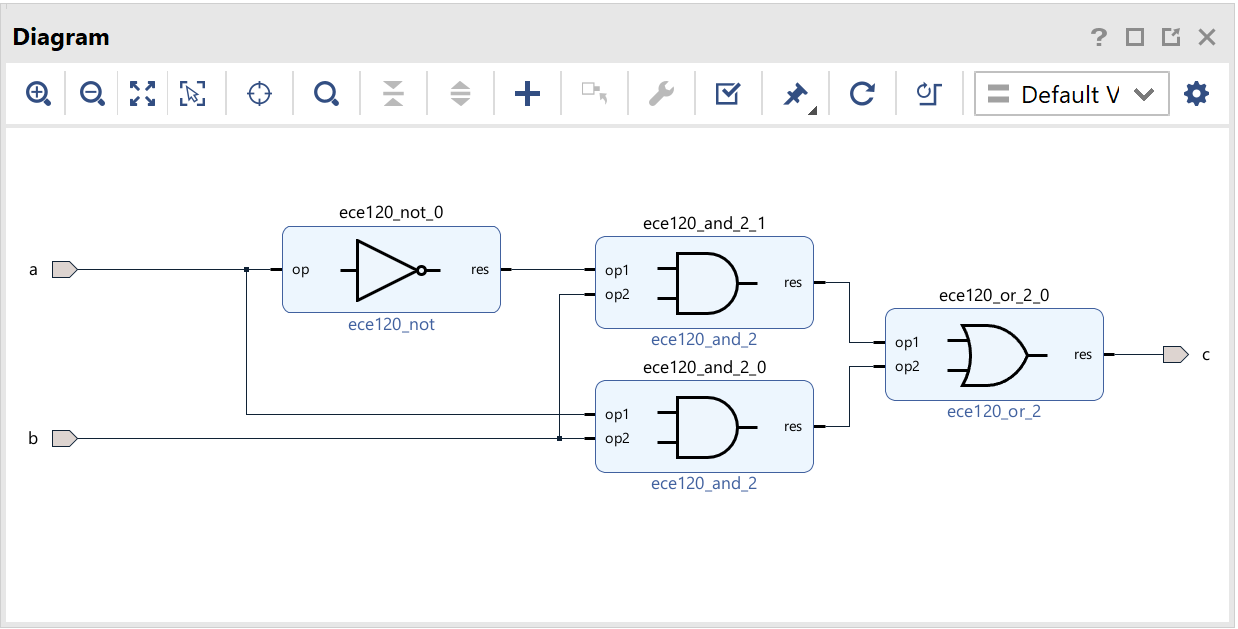 Diagram
?
Default V
ece120_not_0
a
op
res
ece120_not
ece120_and_2_1
op1
op2
res
ece120_and_2
ece120_and_2_0
b
op1
op2
res
ece120_and_2
ece120_or_2_0
op1
op2
res
ece120_or_2
c